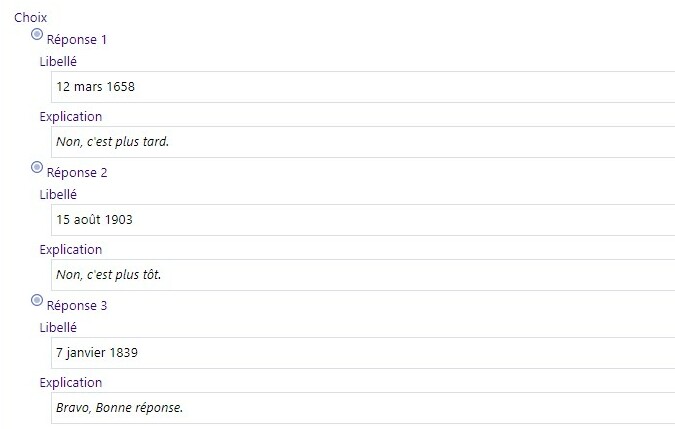 Choix
Réponse 1
Libellé
12 mars 1658
Explication
Non, c'est plus tard.
Réponse 2
Libellé
15 août 1903
Explication
Non, c'est plus tôt.
Réponse 3
Libellé
7 janvier 1839
Explication
Bravo, Bonne réponse.